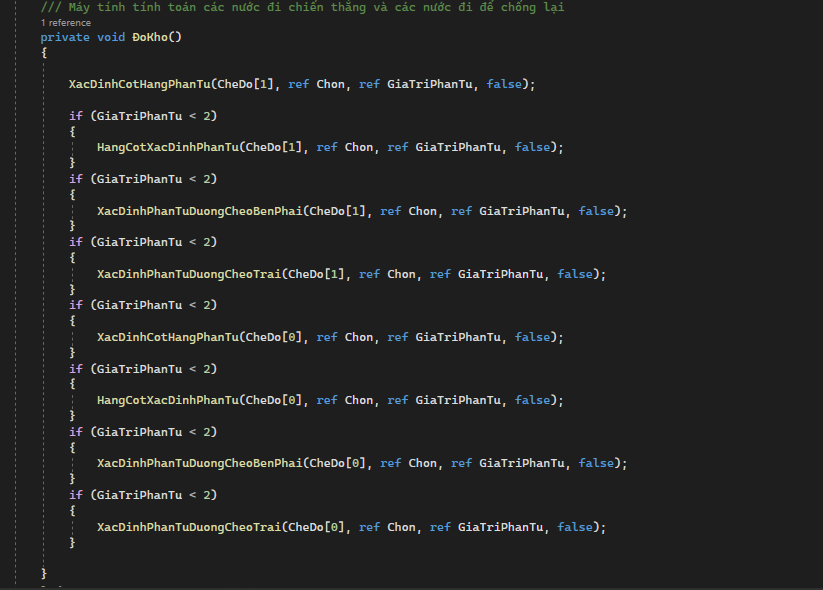 /// Máy tính tính toán các nước đi chiến thắng và các nước đi để chống lại
1 reference
private void ĐoKho()
{
XacDinhCotHangPhanTu(CheDo[1], ref Chon, ref GiaTriPhanTu, false);
if (GiaTriPhanTu < 2)
{
HangCotXacDinhPhanTu(CheDo[1], ref Chon, ref GiaTriPhanTu, false);
}
if (GiaTriPhanTu < 2)
{
XacDinhPhanTuDuongCheoBenPhai(CheDo[1], ref Chon, ref GiaTriPhanTu, false);
}
if (GiaTriPhanTu < 2)
{
XacDinhPhanTuDuongCheoTrai(CheDo[1], ref Chon, ref GiaTriPhanTu, false);
}
if (GiaTriPhanTu < 2)
{
XacDinhCotHangPhanTu(CheDo[0], ref Chon, ref GiaTriPhanTu, false);
}
if (GiaTriPhanTu < 2)
{
HangCotXacDinhPhanTu(CheDo[0], ref Chon, ref GiaTriPhanTu, false);
}
if (GiaTriPhanTu < 2)
{
XacDinhPhanTuDuongCheoBenPhai(CheDo[0], ref Chon, ref GiaTriPhanTu, false);
}
if (GiaTriPhanTu < 2)
{
XacDinhPhanTuDuongCheoTrai(CheDo[0], ref Chon, ref GiaTriPhanTu, false);
}
}